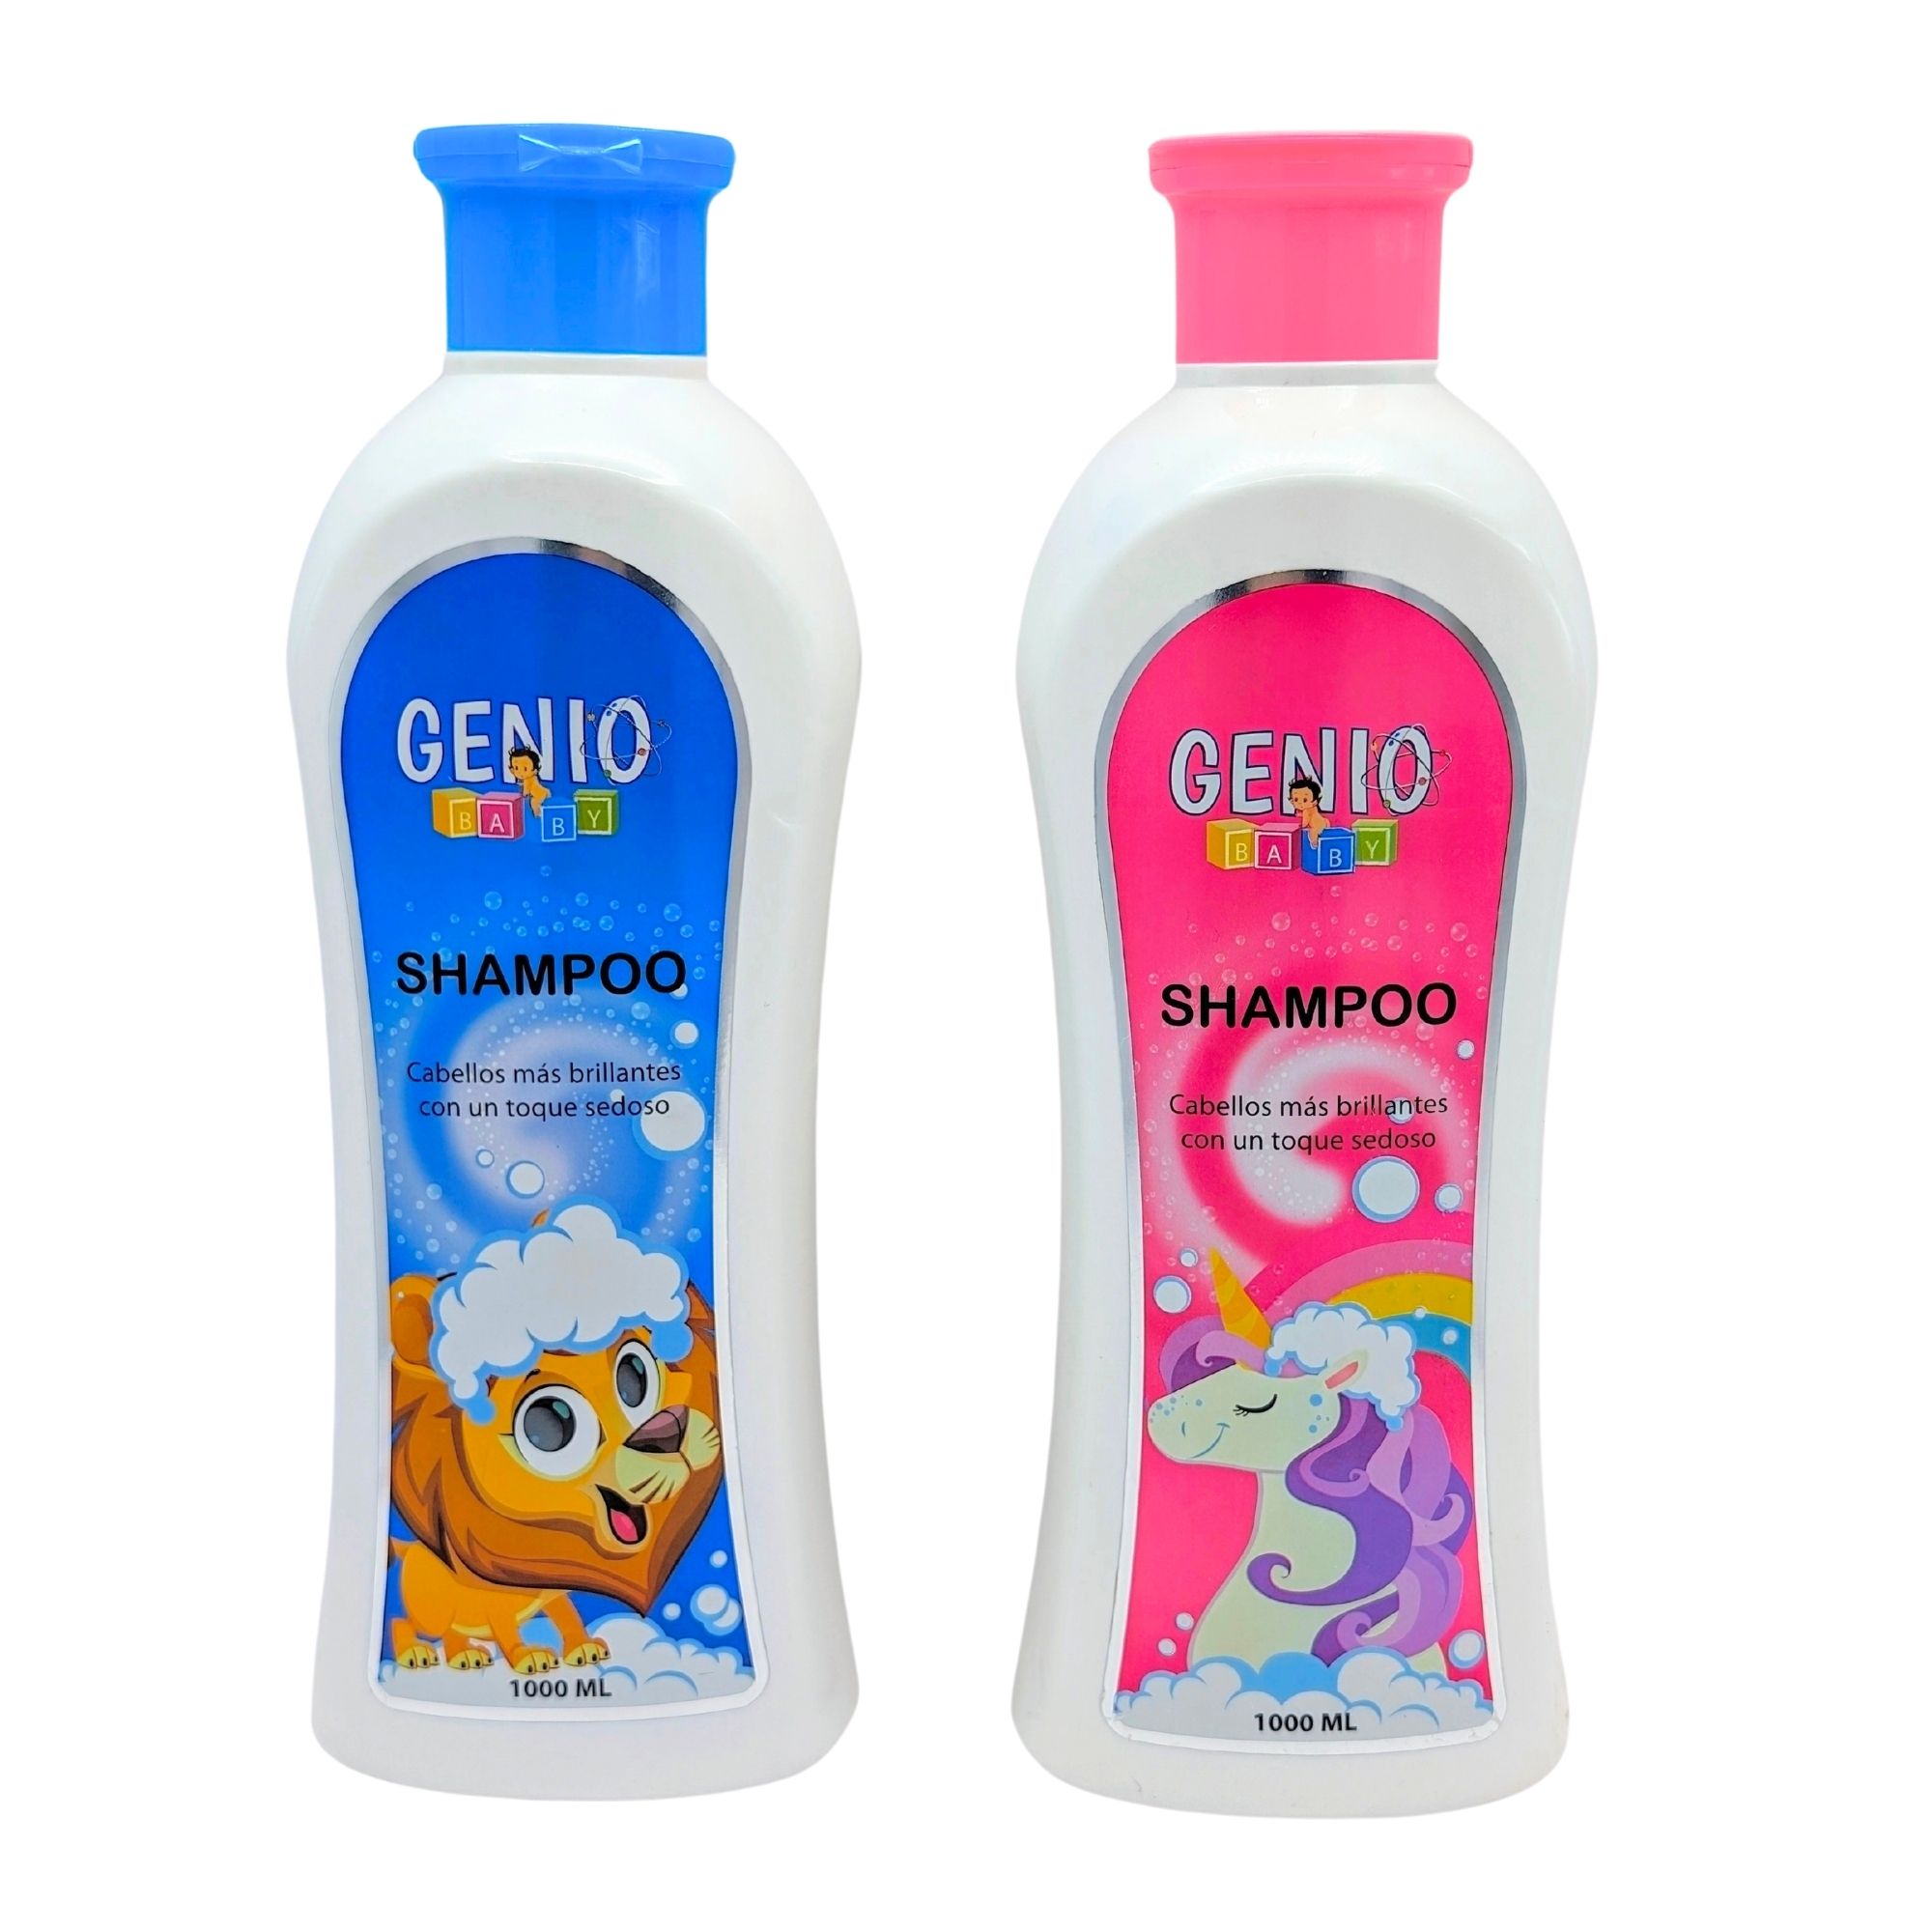 GENIO
BABY
SHAMPOO
Cabellos más brillantes
con un toque sedoso
1000 ML
GENIO
BABY
SHAMPOO
Cabellos más brillantes
con un toque sedoso
1000 ML